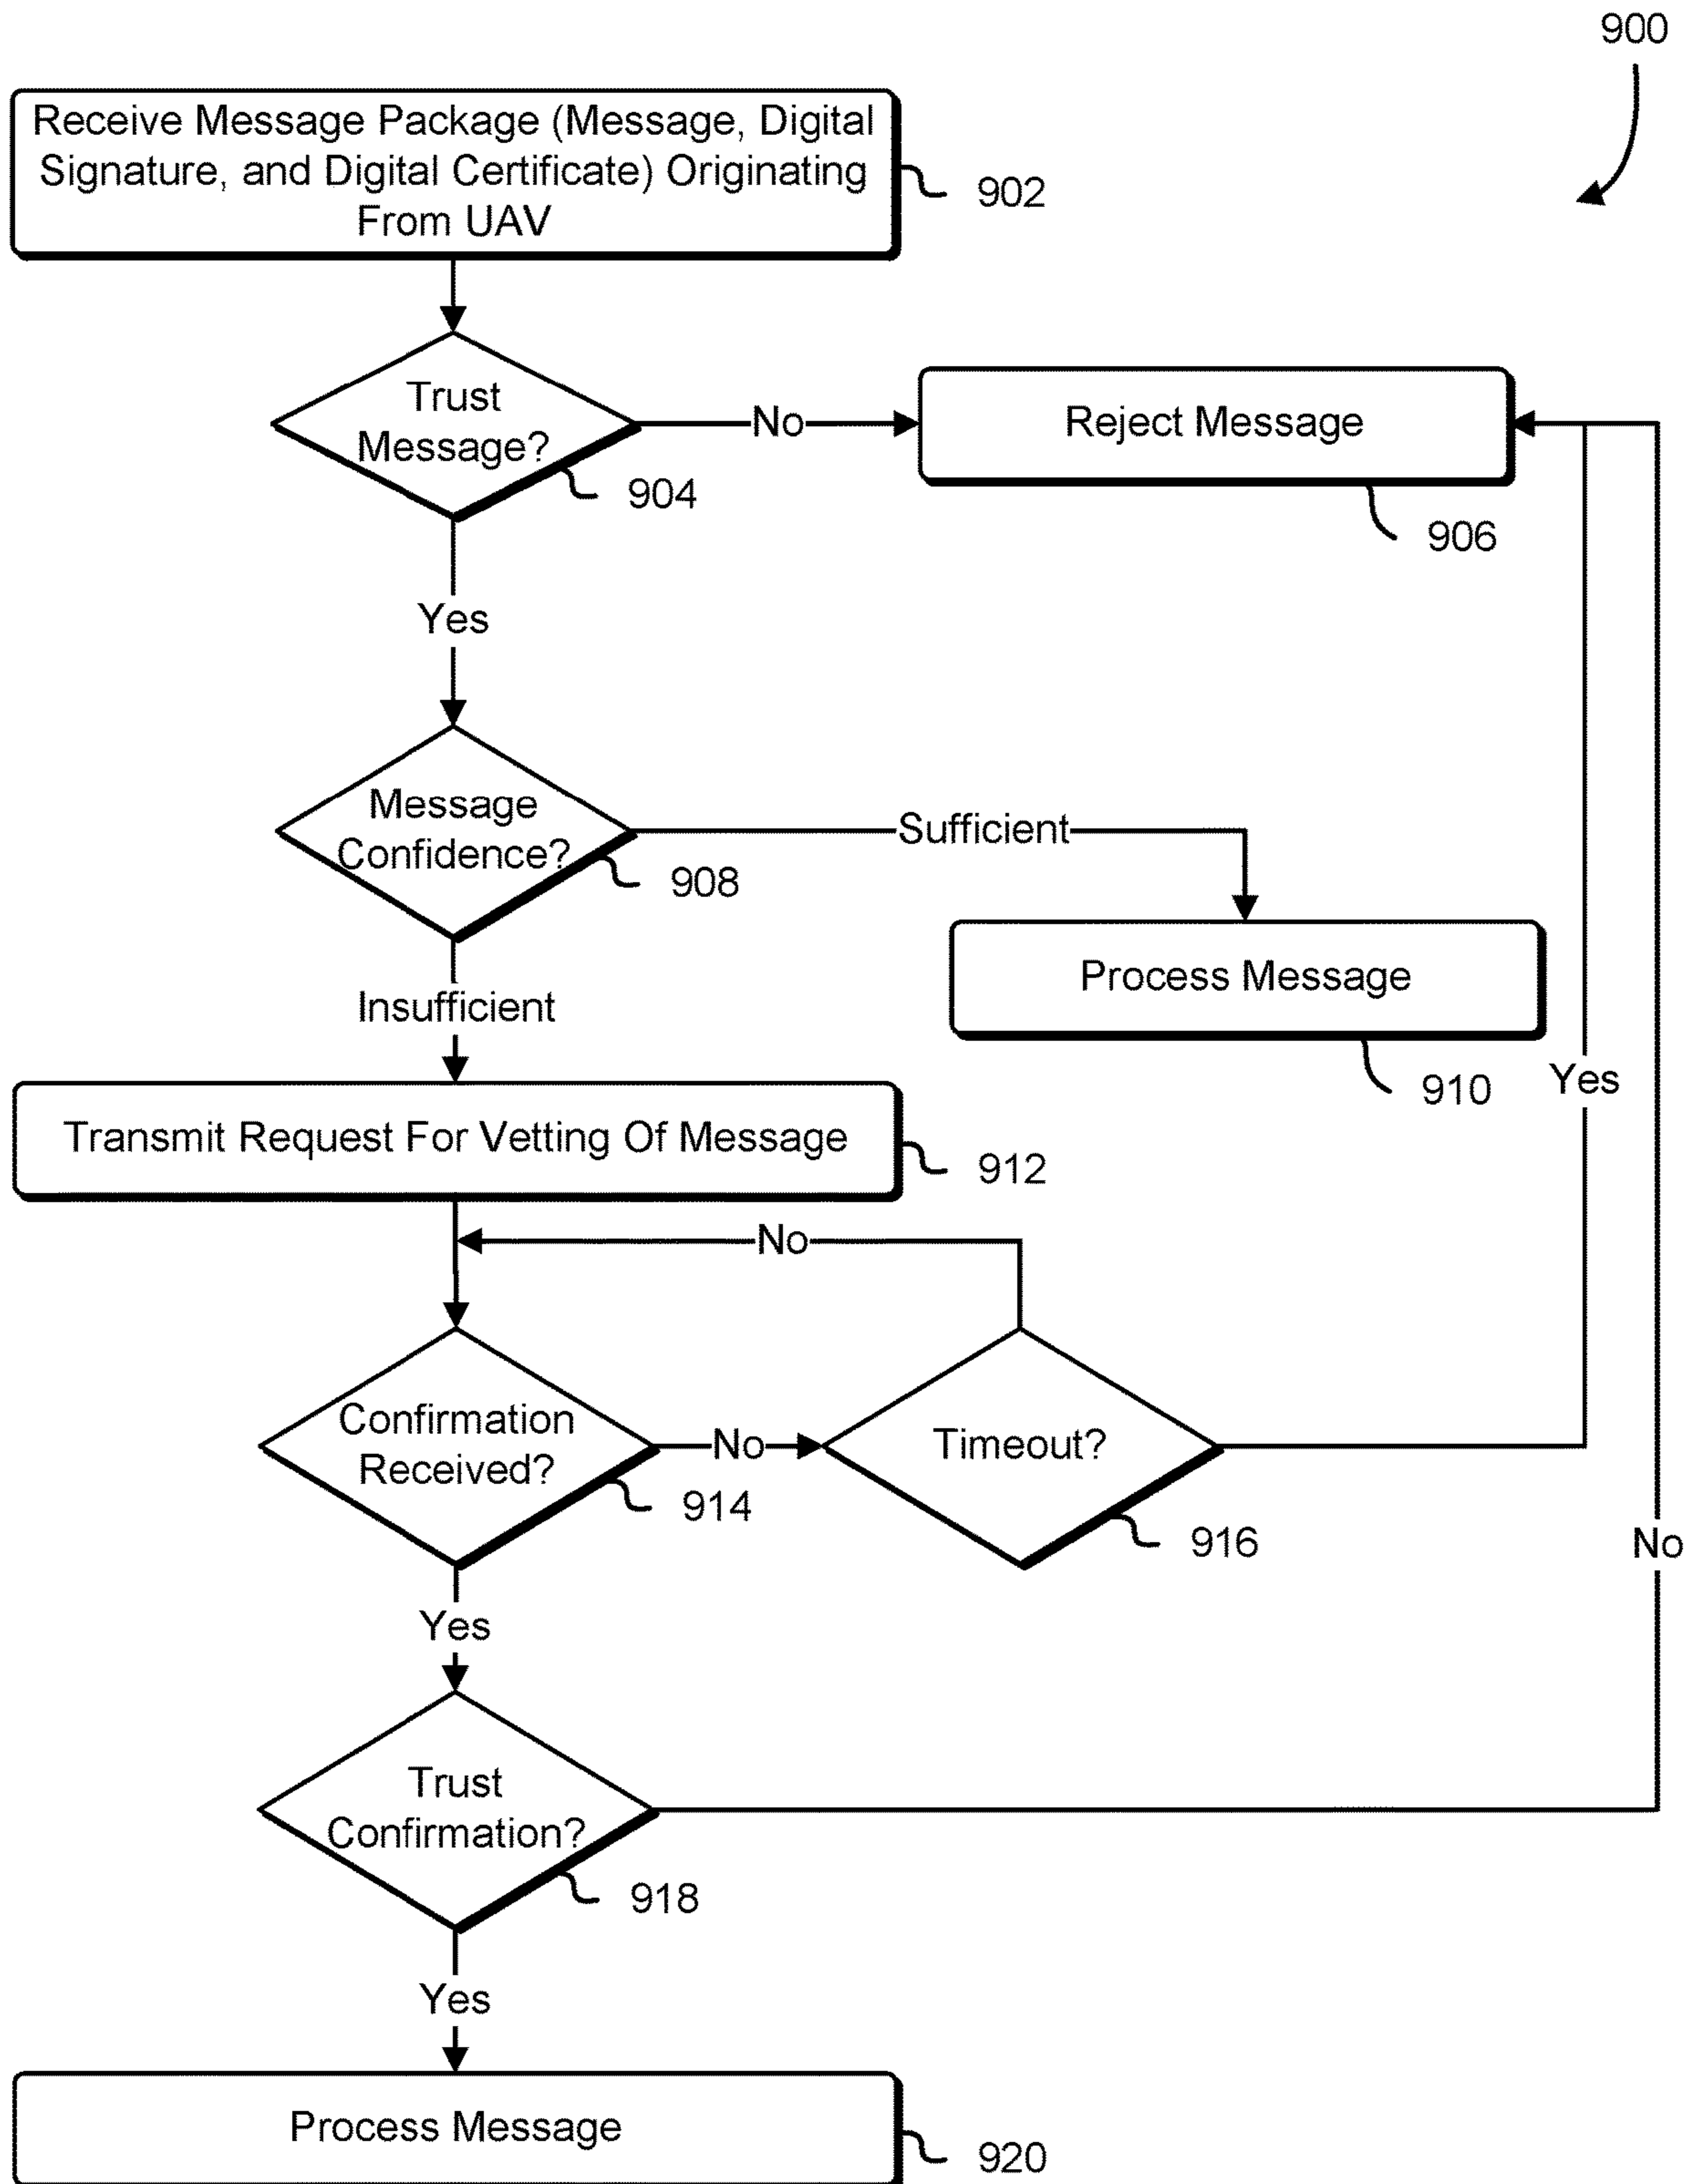 900
Receive Message Package (Message, Digital
Signature, and Digital Certificate) Originating
From UAV
902
Trust
Message?
904
No
Reject Message
906
Yes
Message
Confidence?
908
Sufficient
Process Message
910
Insufficient
Yes
Transmit Request For Vetting Of Message
912
No
Confirmation
Received?
914
No
Timeout?
916
No
Yes
Trust
Confirmation?
918
Yes
Process Message
920